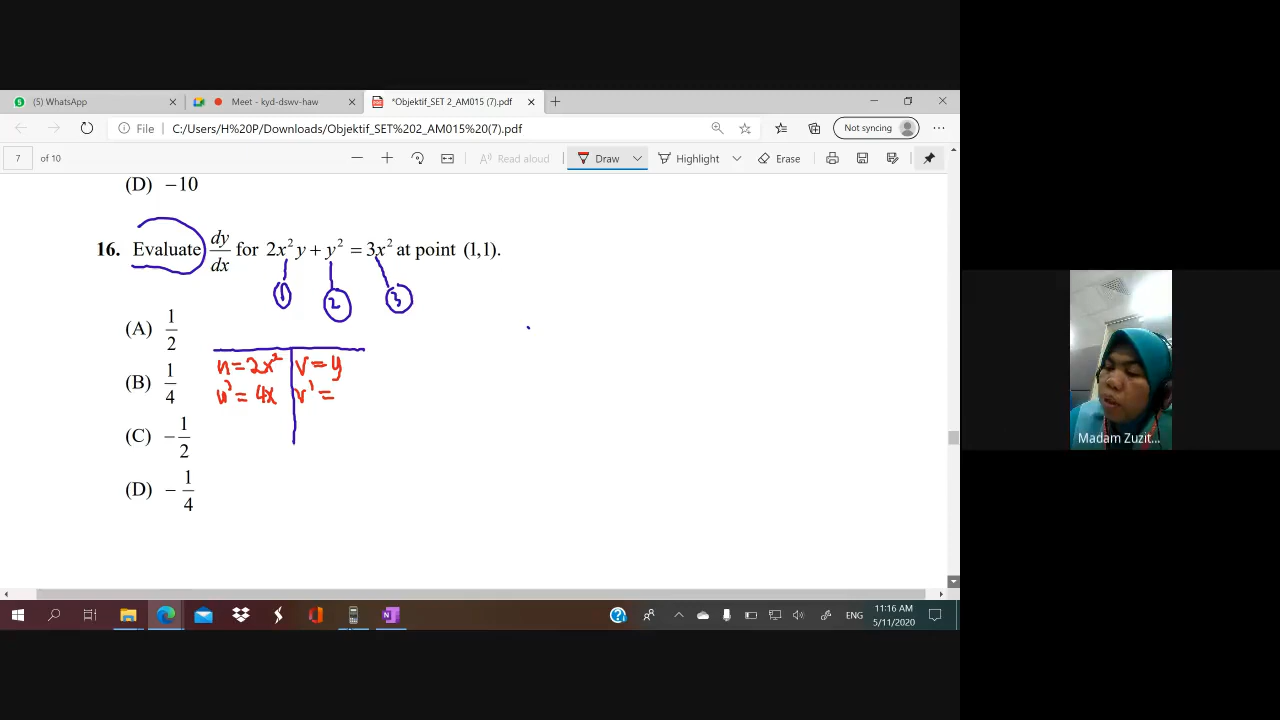 (5) WhatsApp
Meet - kyd-dswv-haw
*Objektif_SET 2_AM015 (7).pdf
File
C:/Users/H%20P/Downloads/Objektif_SET%202_AM015%20(7).pdf
Not syncing
7 of 10
Read aloud
Draw
Highlight
Erase
(D) −10
16. Evaluate dy/dx for 2x²y + y² = 3x² at point (1,1).
1 2 3
(A) 1/2
(B) 1/4
(C) −1/2
(D) −1/4
u = 2x² v = y
u' = 4x v' =
Madam Zuzit...
ENG
11:16 AM
5/11/2020